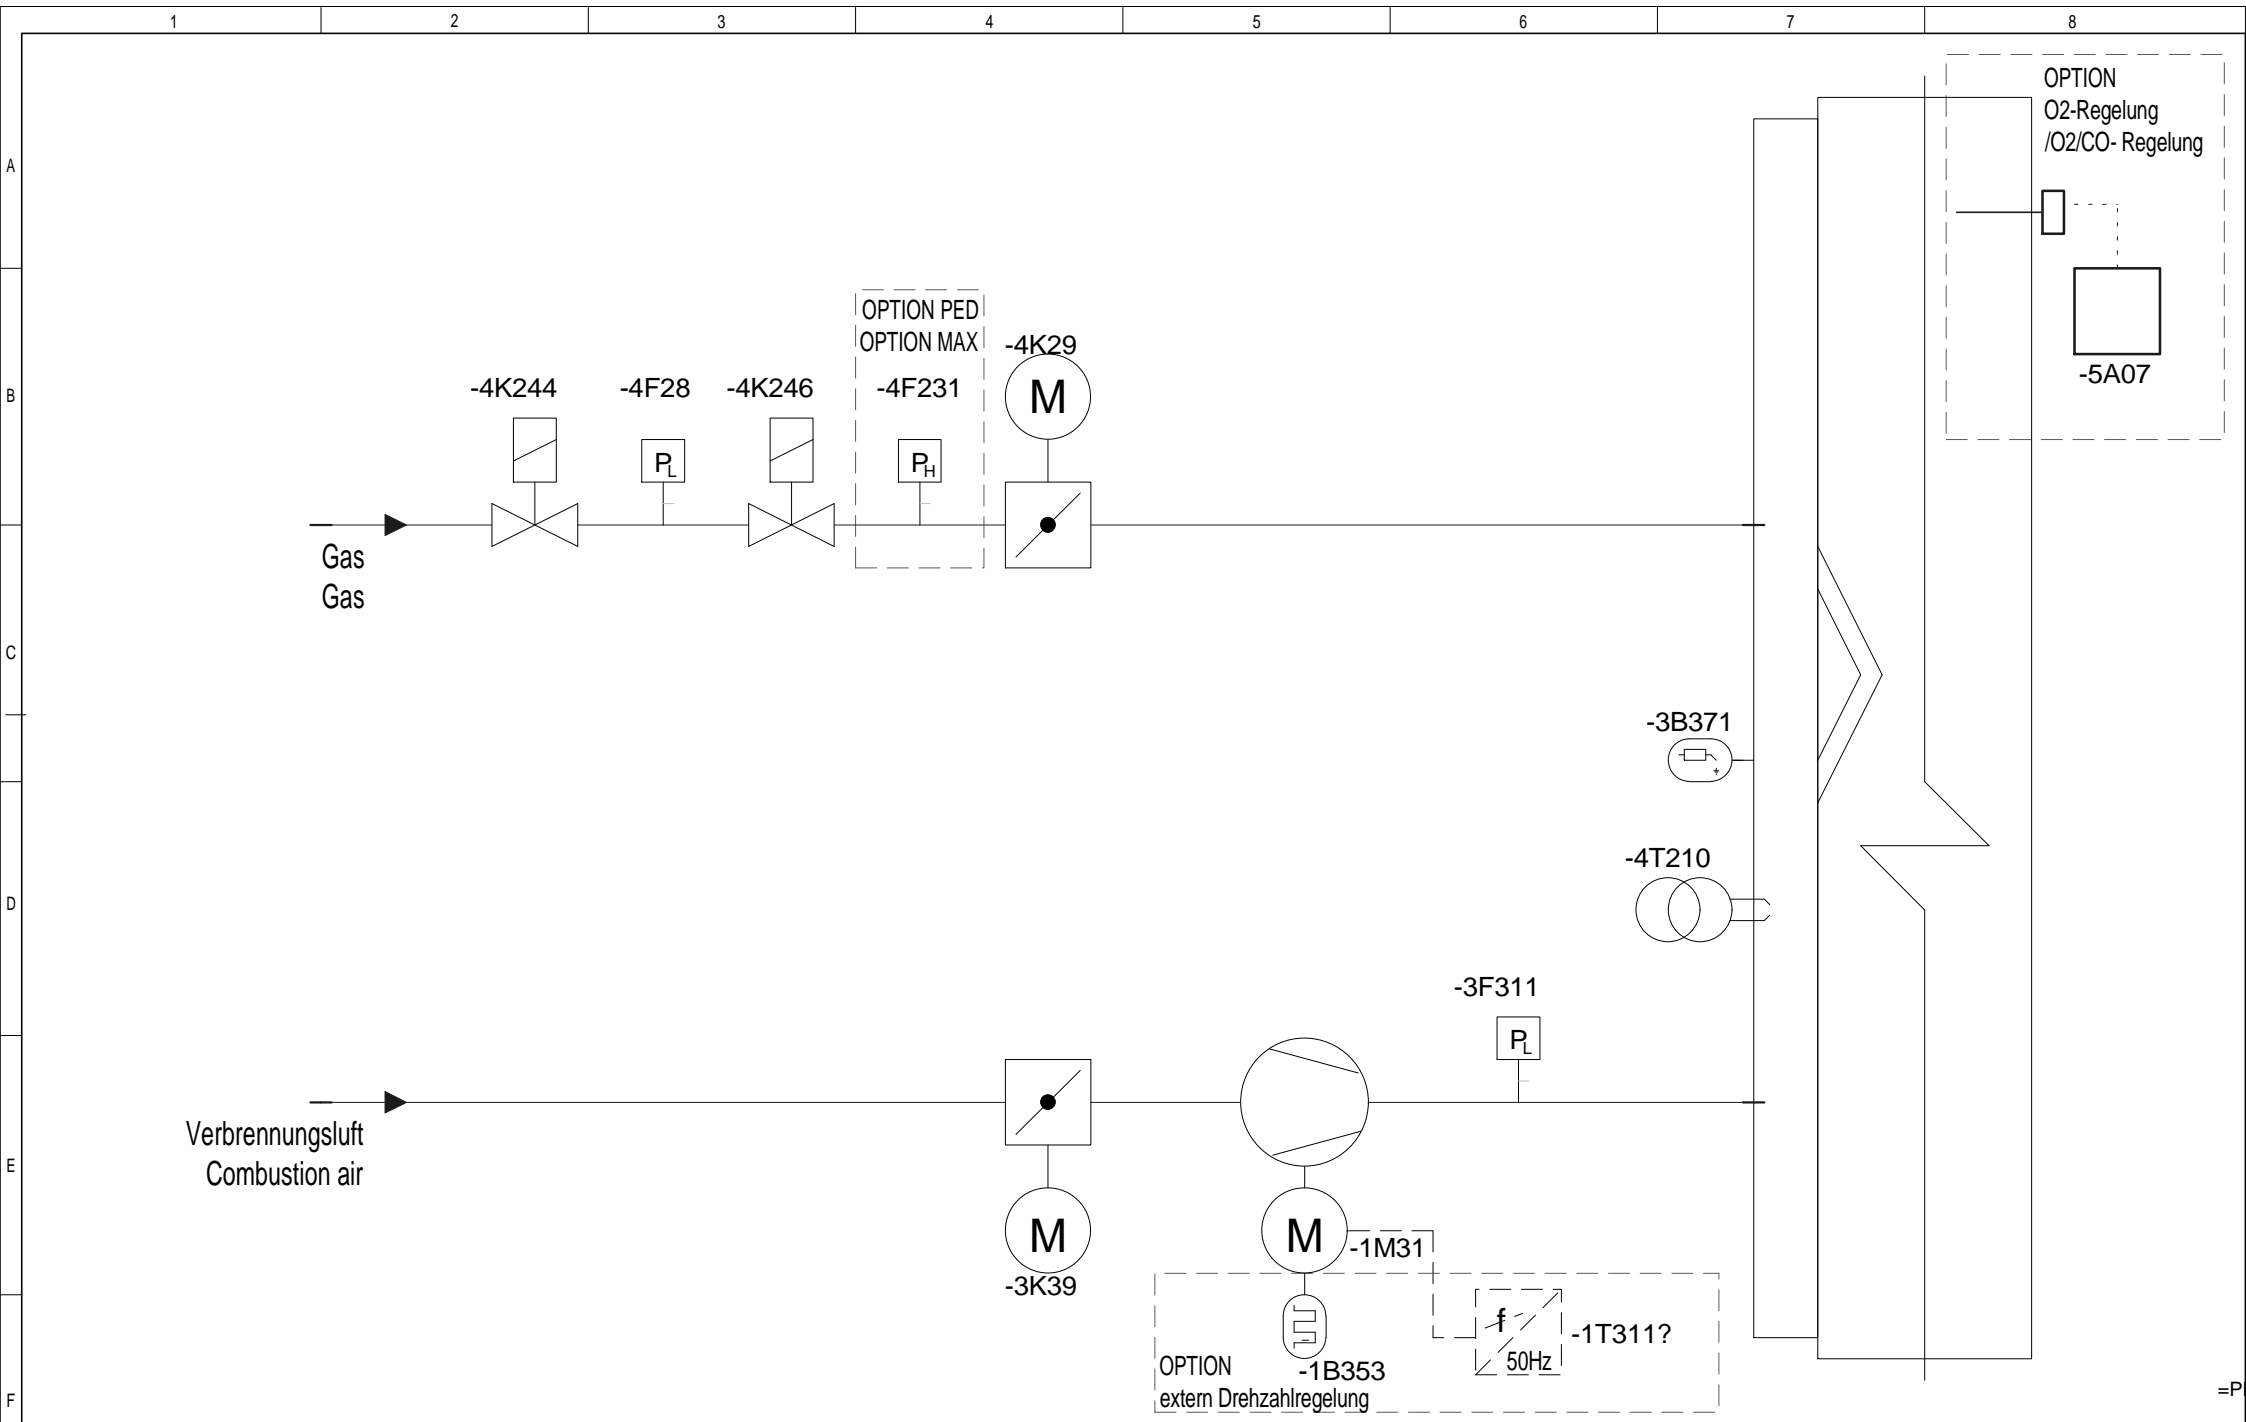 1 2 3 4 5 6 7 8
OPTION
O2-Regelung
/O2/CO- Regelung
A
OPTION PED
OPTION MAX
-4K29
-4K244 -4F28 -4K246 -4F231
M
-5A07
B
PL
PH
Gas
Gas
C
-3B371
-4T210
D
-3F311
PL
Verbrennungsluft
Combustion air
E
M
M
-1M31
-3K39
f
50Hz
-1T311?
OPTION
-1B353
extern Drehzahlregelung
F